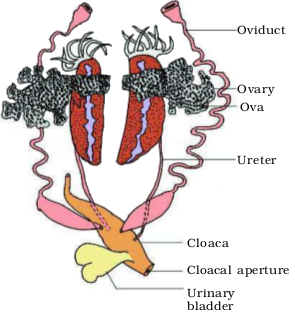 Oviduct
Ovary
Ova
Ureter
Cloaca
Cloacal aperture
Urinary
bladder